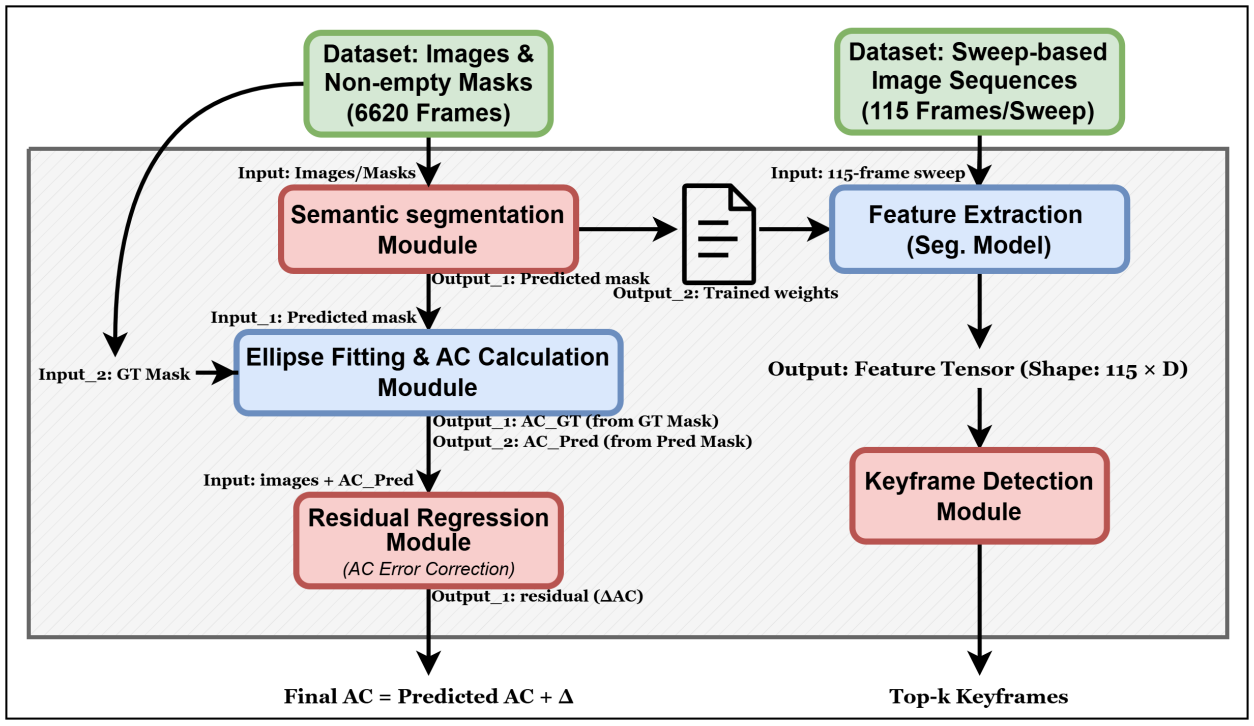 Dataset: Images &
Non-empty Masks
(6620 Frames)
Dataset: Sweep-based
Image Sequences
(115 Frames/Sweep)
Input: Images/Masks
Input: 115-frame sweep
Semantic segmentation
Moudule
Feature Extraction
(Seg. Model)
Output_1: Predicted mask
Output_2: Trained weights
Input_1: Predicted mask
Input_2: GT Mask
Ellipse Fitting & AC Calculation
Moudule
Output: Feature Tensor (Shape: 115 × D)
Output_1: AC_GT (from GT Mask)
Output_2: AC_Pred (from Pred Mask)
Input: images + AC_Pred
Keyframe Detection
Module
Residual Regression
Module
(AC Error Correction)
Output_1: residual (ΔAC)
Final AC = Predicted AC + Δ
Top-k Keyframes